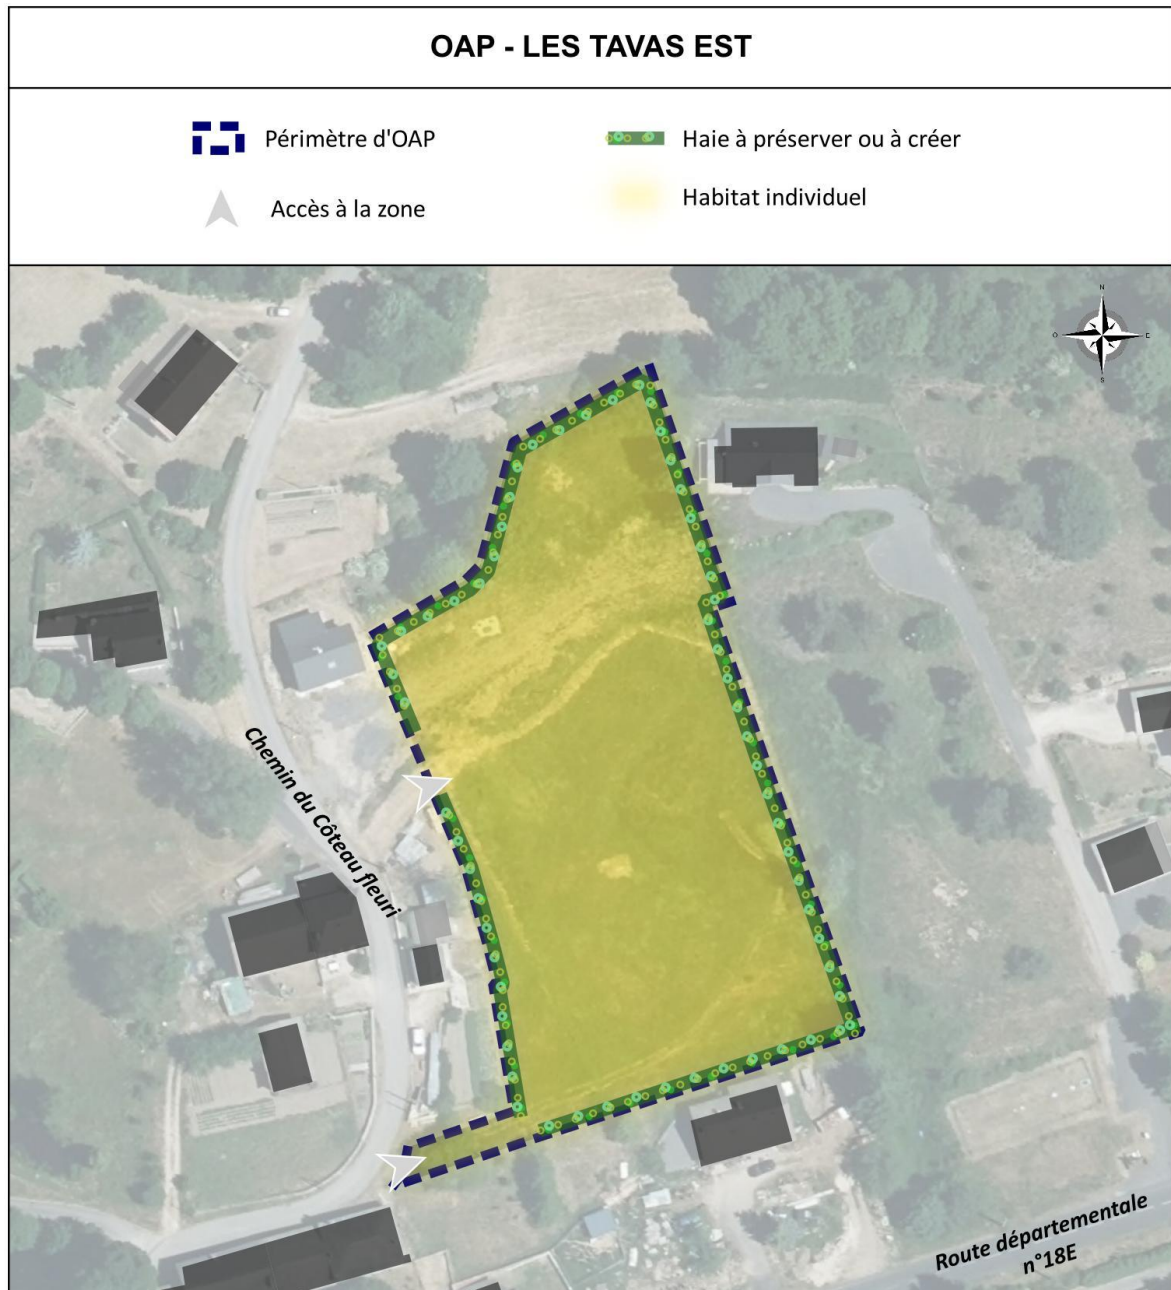 OAP - LES TAVAS EST
Périmètre d'OAP
Haie à préserver ou à créer
Accès à la zone
Habitat individuel
N
O
E
S
Chemin du Côteau fleuri
Route départementale
n°18E